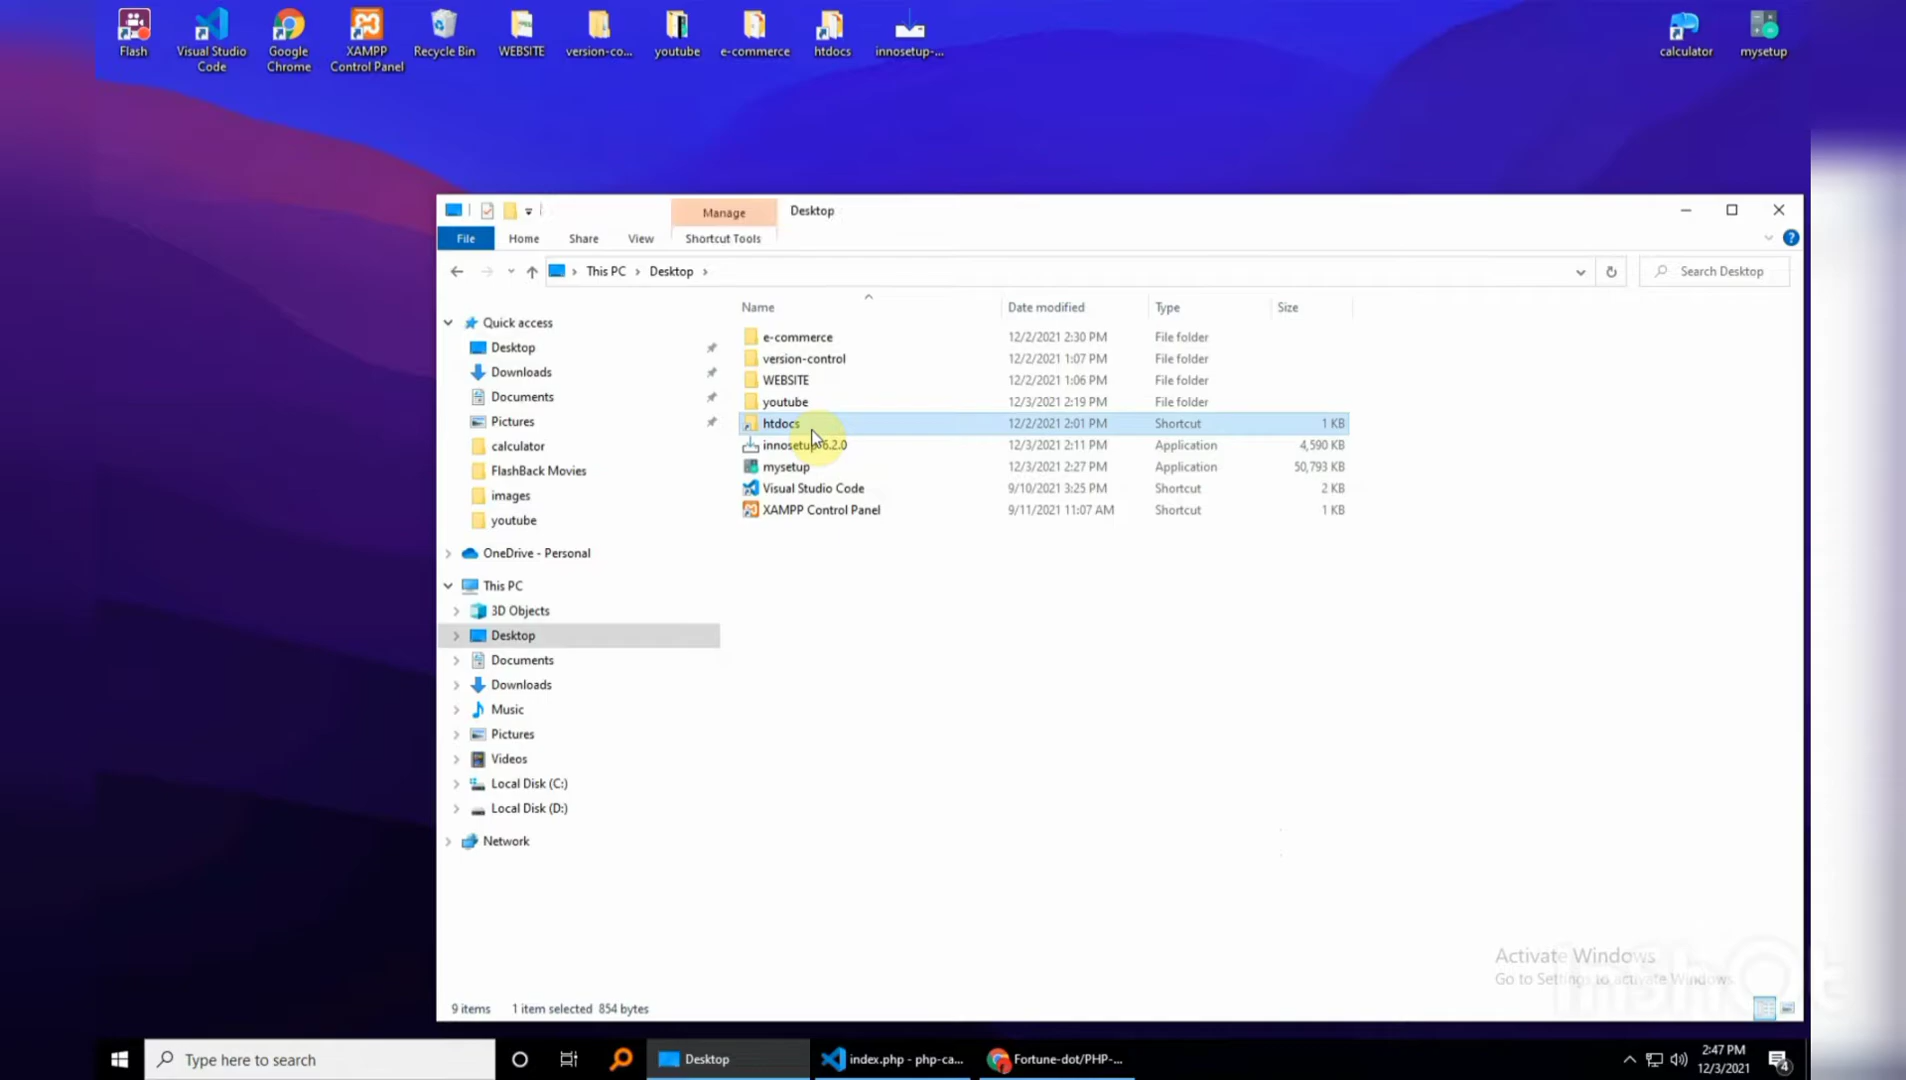 Flash
Visual Studio Code
Google Chrome
XAMPP Control Panel
Recycle Bin
WEBSITE
version-co...
youtube
e-commerce
htdocs
innosetup-...
calculator
mysetup
Manage
Desktop
File
Home
Share
View
Shortcut Tools
This PC
Desktop
Search Desktop
Name
Date modified
Type
Size
Quick access
Desktop
Downloads
Documents
Pictures
calculator
FlashBack Movies
images
youtube
OneDrive - Personal
This PC
3D Objects
Desktop
Documents
Downloads
Music
Pictures
Videos
Local Disk (C:)
Local Disk (D:)
Network
e-commerce 12/2/2021 2:30 PM File folder
version-control 12/2/2021 1:07 PM File folder
WEBSITE 12/2/2021 1:06 PM File folder
youtube 12/3/2021 2:19 PM File folder
htdocs 12/2/2021 2:01 PM Shortcut 1 KB
innosetup-6.2.0 12/3/2021 2:11 PM Application 4,590 KB
mysetup 12/3/2021 2:27 PM Application 50,793 KB
Visual Studio Code 9/10/2021 3:25 PM Shortcut 2 KB
XAMPP Control Panel 9/11/2021 11:07 AM Shortcut 1 KB
Activate Windows
Go to Settings to activate Windows.
InShOt
9 items 1 item selected 854 bytes
Type here to search
Desktop
index.php - php-ca...
Fortune-dot/PHP-...
2:47 PM
12/3/2021
4